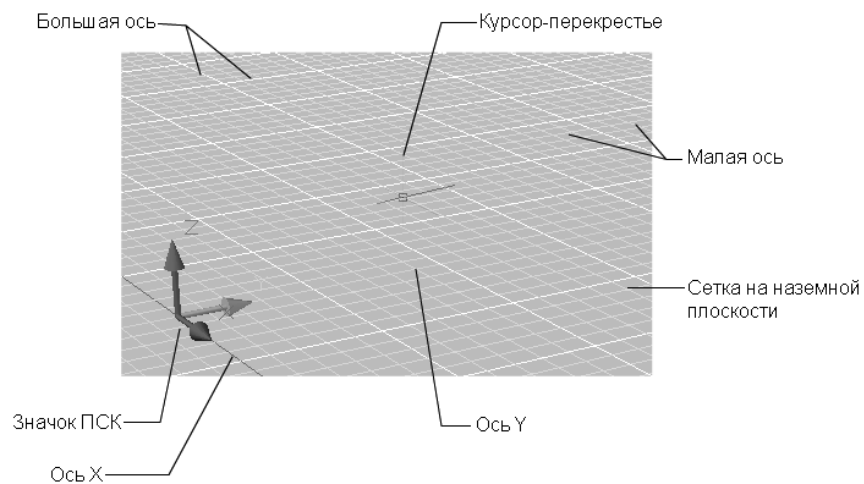 Большая ось
Курсор-перекрестье
Малая ось
Z
Сетка на наземной
плоскости
Значок ПСК
Ось Y
Ось X